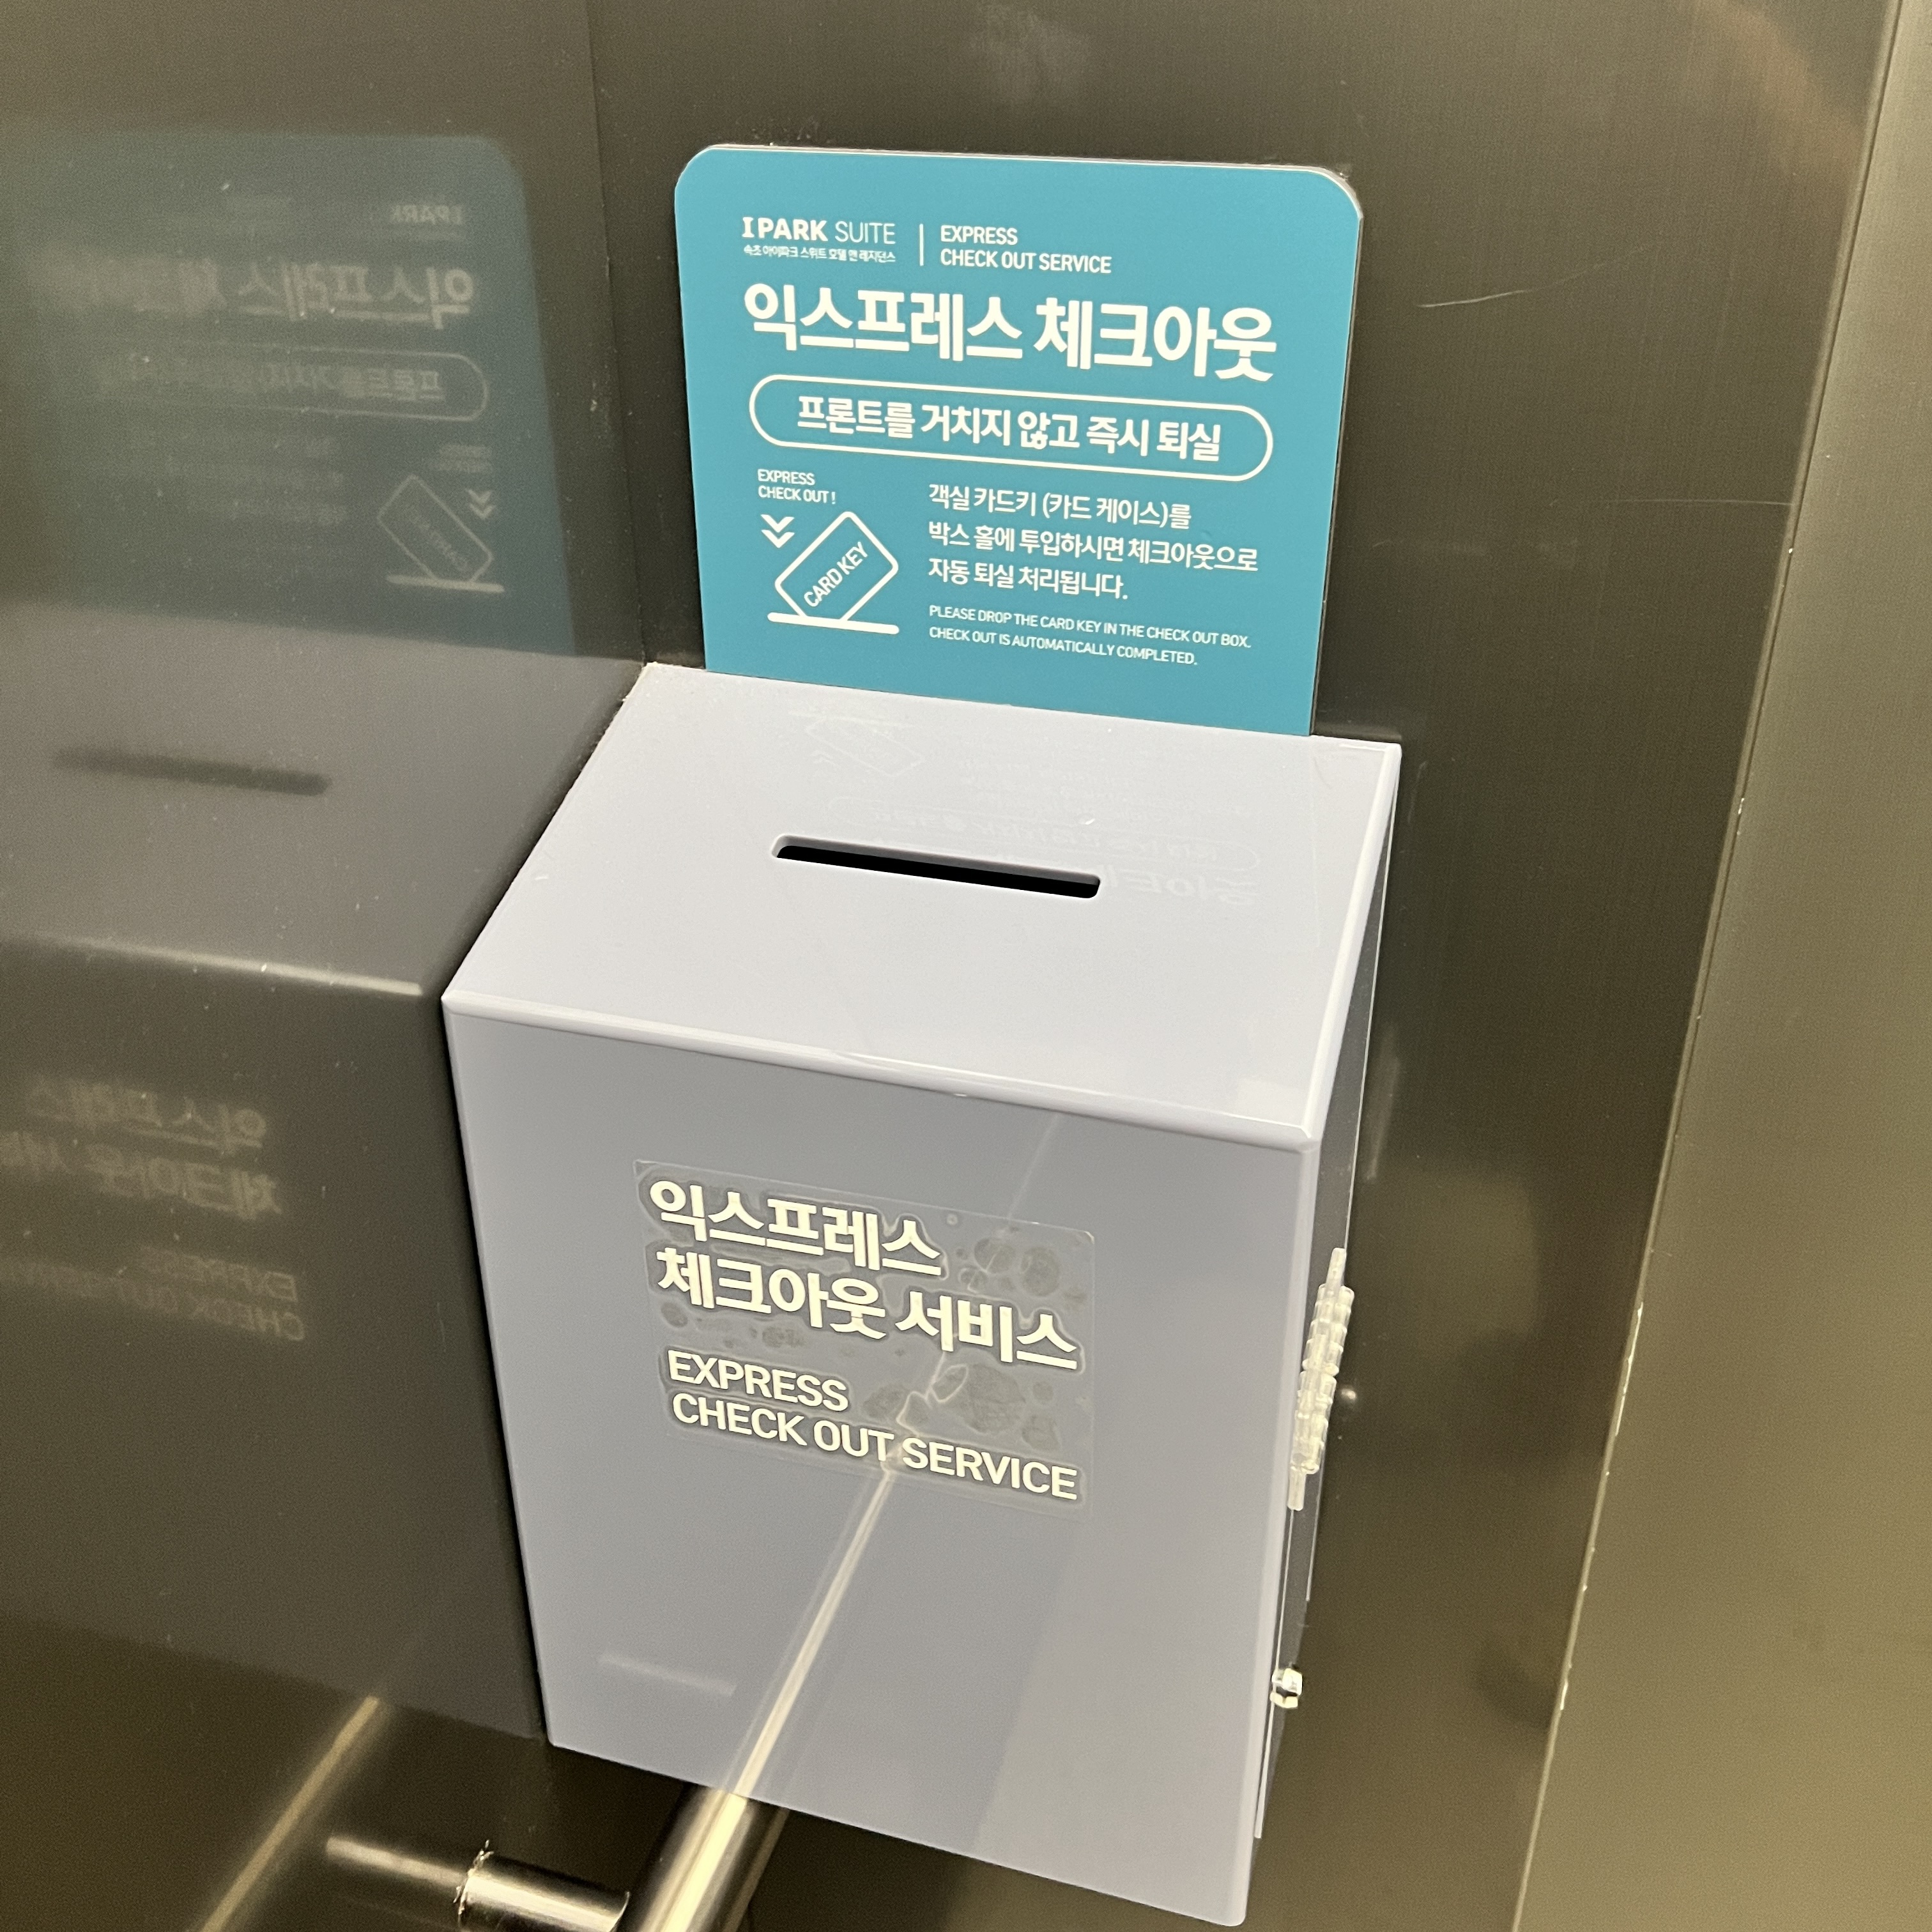 IPARK SUITE
속초 아이파크 스위트 호텔 앤 레지던스
EXPRESS
CHECK OUT SERVICE
익스프레스 체크아웃
프론트를 거치지 않고 즉시 퇴실
EXPRESS
CHECK OUT !
CARD KEY
객실 카드키 (카드 케이스)를
박스 홀에 투입하시면 체크아웃으로
자동 퇴실 처리됩니다.
PLEASE DROP THE CARD KEY IN THE CHECK OUT BOX.
CHECK OUT IS AUTOMATICALLY COMPLETED.
익스프레스
체크아웃 서비스
EXPRESS
CHECK OUT SERVICE